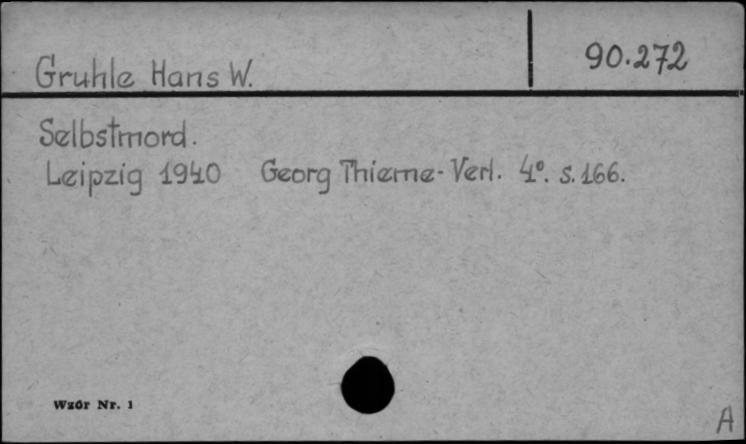 Gruhle Hans W.
90.272
Selbstmord.
Leipzig 1940 Georg Thieme-Verl. 4°. s.166.
Wzór Nr. 1
A